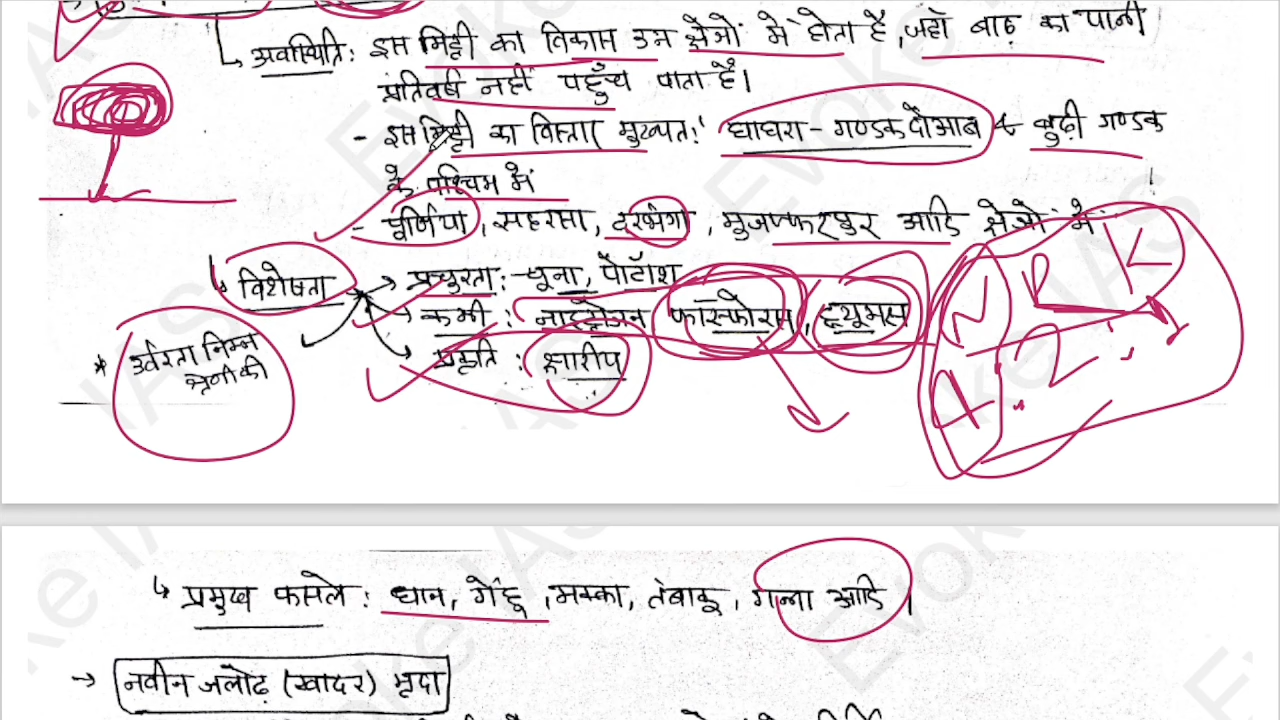 अवस्थिति: इस मिट्टी का विकास उन क्षेत्रों में होता है, जहाँ बाढ़ का पानी
प्रतिवर्ष नहीं पहुँच पाता है।
- इस मिट्टी का विस्तार मुख्यत: घाघरा - गण्डक दोआब व बुढ़ी गण्डक
के पश्चिम में
- पूर्णिया, सहरसा, दरभंगा, मुजफ्फरपुर आदि क्षेत्रों में
विशेषता → प्रचुरता: - चूना, पोटाश
→ कमी: नाइट्रोजन फॉस्फोरस, ह्यूमस
प्रकृति: क्षारीय
* उर्वरता निम्न
श्रेणी की
N P K
प्रमुख फसलें: धान, गेंहू, मक्का, तंबाकू, गन्ना आदि
→ नवीन जलोढ़ (खादर) मृदा
Evoke IAS